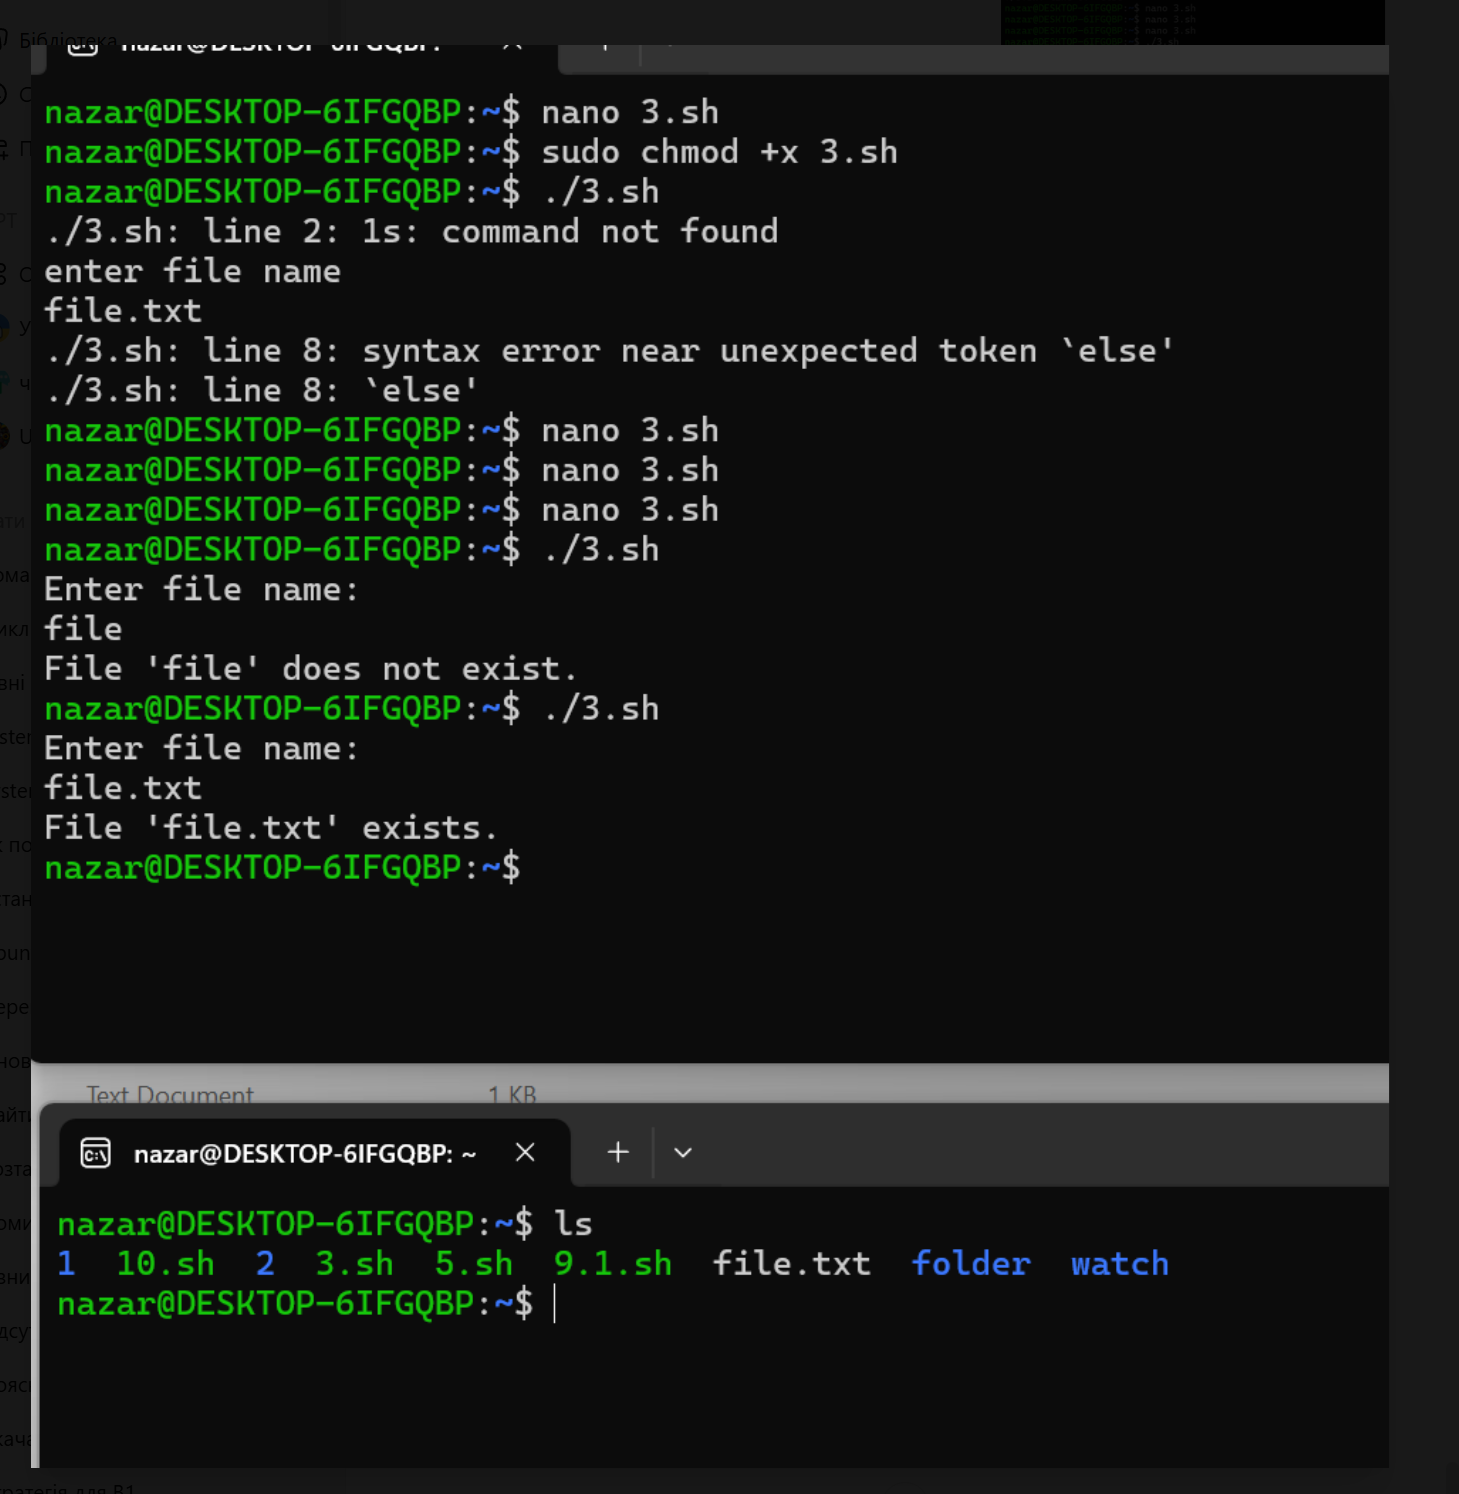 Бібліотека
nano 3.sh
nazar@DESKTOP-6IFGQBP:~$ nano 3.sh
nazar@DESKTOP-6IFGQBP:~$ sudo chmod +x 3.sh
nazar@DESKTOP-6IFGQBP:~$ ./3.sh
./3.sh: line 2: 1s: command not found
enter file name
file.txt
./3.sh: line 8: syntax error near unexpected token `else'
./3.sh: line 8: `else'
nazar@DESKTOP-6IFGQBP:~$ nano 3.sh
nazar@DESKTOP-6IFGQBP:~$ nano 3.sh
nazar@DESKTOP-6IFGQBP:~$ nano 3.sh
nazar@DESKTOP-6IFGQBP:~$ ./3.sh
Enter file name:
file
File 'file' does not exist.
nazar@DESKTOP-6IFGQBP:~$ ./3.sh
Enter file name:
file.txt
File 'file.txt' exists.
nazar@DESKTOP-6IFGQBP:~$
Text Document 1 KB
nazar@DESKTOP-6IFGQBP: ~
nazar@DESKTOP-6IFGQBP:~$ ls
1 10.sh 2 3.sh 5.sh 9.1.sh file.txt folder watch
nazar@DESKTOP-6IFGQBP:~$